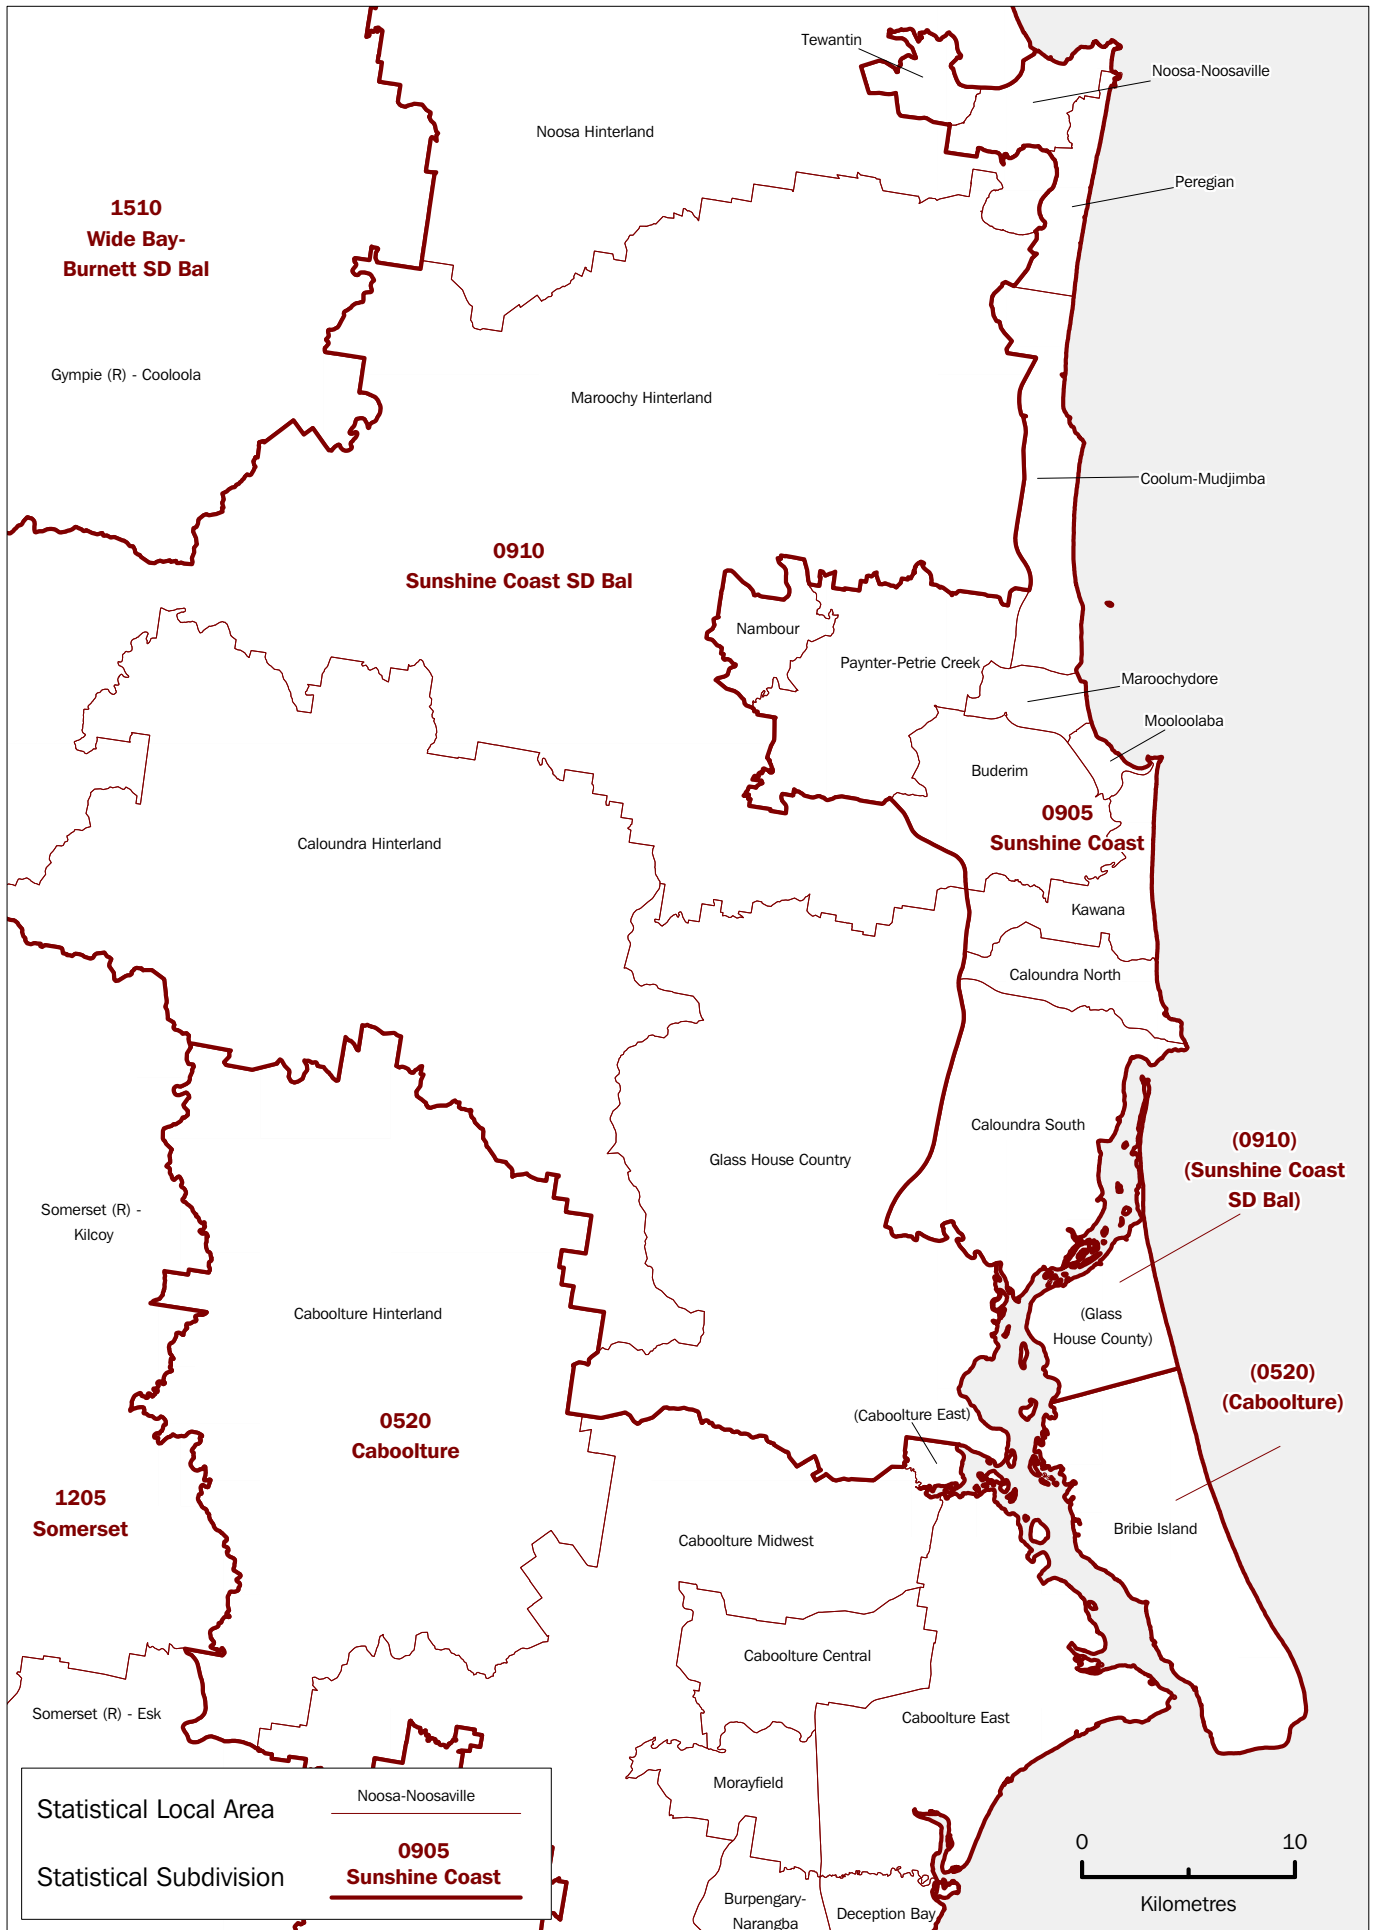 Tewantin
Noosa-Noosaville
Noosa Hinterland
Peregian
1510
Wide Bay-
Burnett SD Bal
Gympie (R) - Cooloola
Maroochy Hinterland
Coolum-Mudjimba
0910
Sunshine Coast SD Bal
Nambour
Paynter-Petrie Creek
Maroochydore
Mooloolaba
Buderim
0905
Sunshine Coast
Caloundra Hinterland
Kawana
Caloundra North
Caloundra South
Glass House Country
(0910)
(Sunshine Coast
SD Bal)
Somerset (R) -
Kilcoy
Caboolture Hinterland
(Glass
House County)
(0520)
(Caboolture)
0520
Caboolture
(Caboolture East)
1205
Somerset
Caboolture Midwest
Bribie Island
Caboolture Central
Somerset (R) - Esk
Caboolture East
Morayfield
Burpengary-
Narangba
Deception Bay
Statistical Local Area
Noosa-Noosaville
Statistical Subdivision
0905
Sunshine Coast
0 10
Kilometres